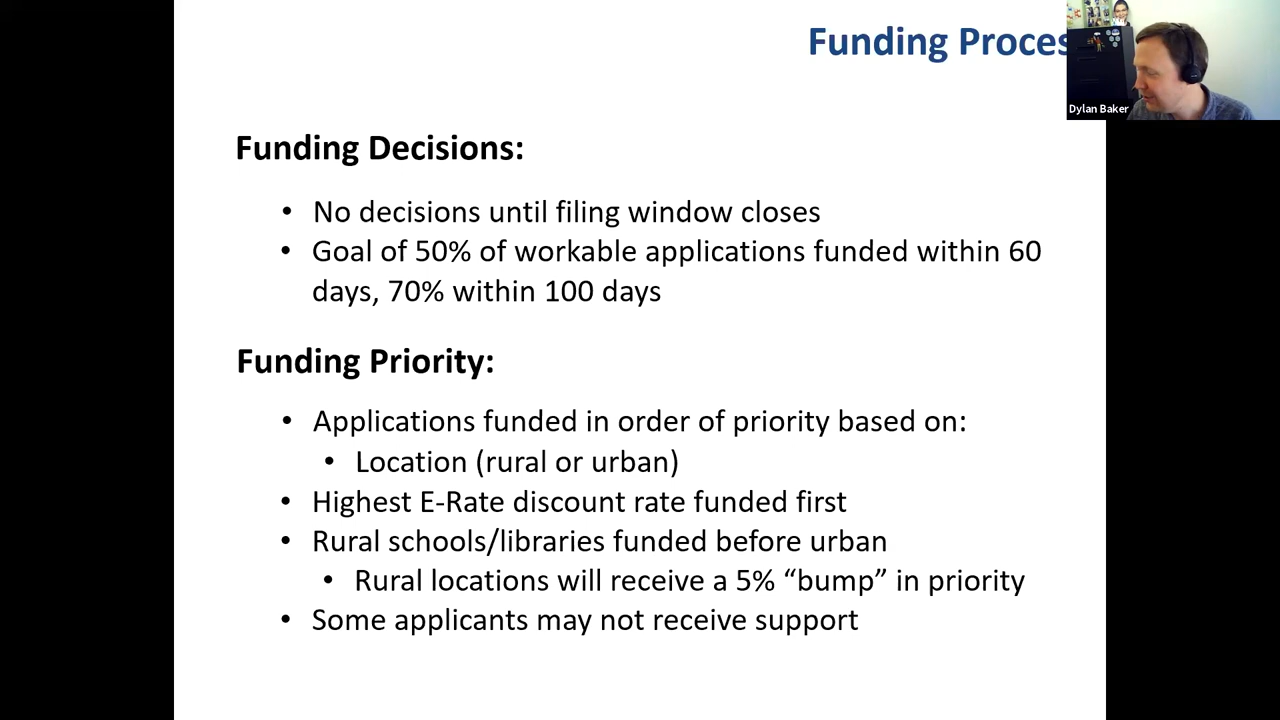 Funding Proces
Dylan Baker
Funding Decisions:
• No decisions until filing window closes
• Goal of 50% of workable applications funded within 60
days, 70% within 100 days
Funding Priority:
• Applications funded in order of priority based on:
• Location (rural or urban)
• Highest E-Rate discount rate funded first
• Rural schools/libraries funded before urban
• Rural locations will receive a 5% “bump” in priority
• Some applicants may not receive support